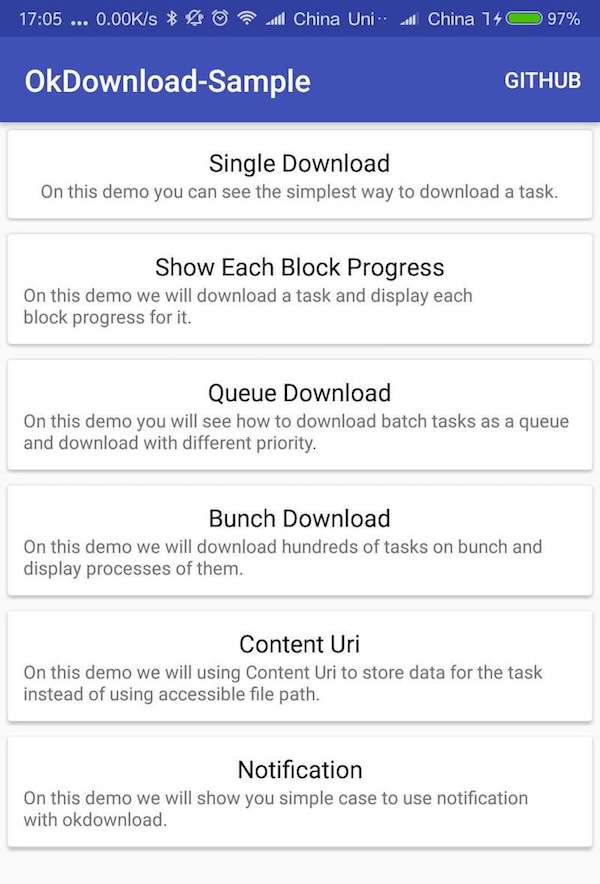 17:05 ... 0.00K/s China Uni·· China 97%
OkDownload-Sample GITHUB
Single Download
On this demo you can see the simplest way to download a task.
Show Each Block Progress
On this demo we will download a task and display each
block progress for it.
Queue Download
On this demo you will see how to download batch tasks as a queue
and download with different priority.
Bunch Download
On this demo we will download hundreds of tasks on bunch and
display processes of them.
Content Uri
On this demo we will using Content Uri to store data for the task
instead of using accessible file path.
Notification
On this demo we will show you simple case to use notification
with okdownload.